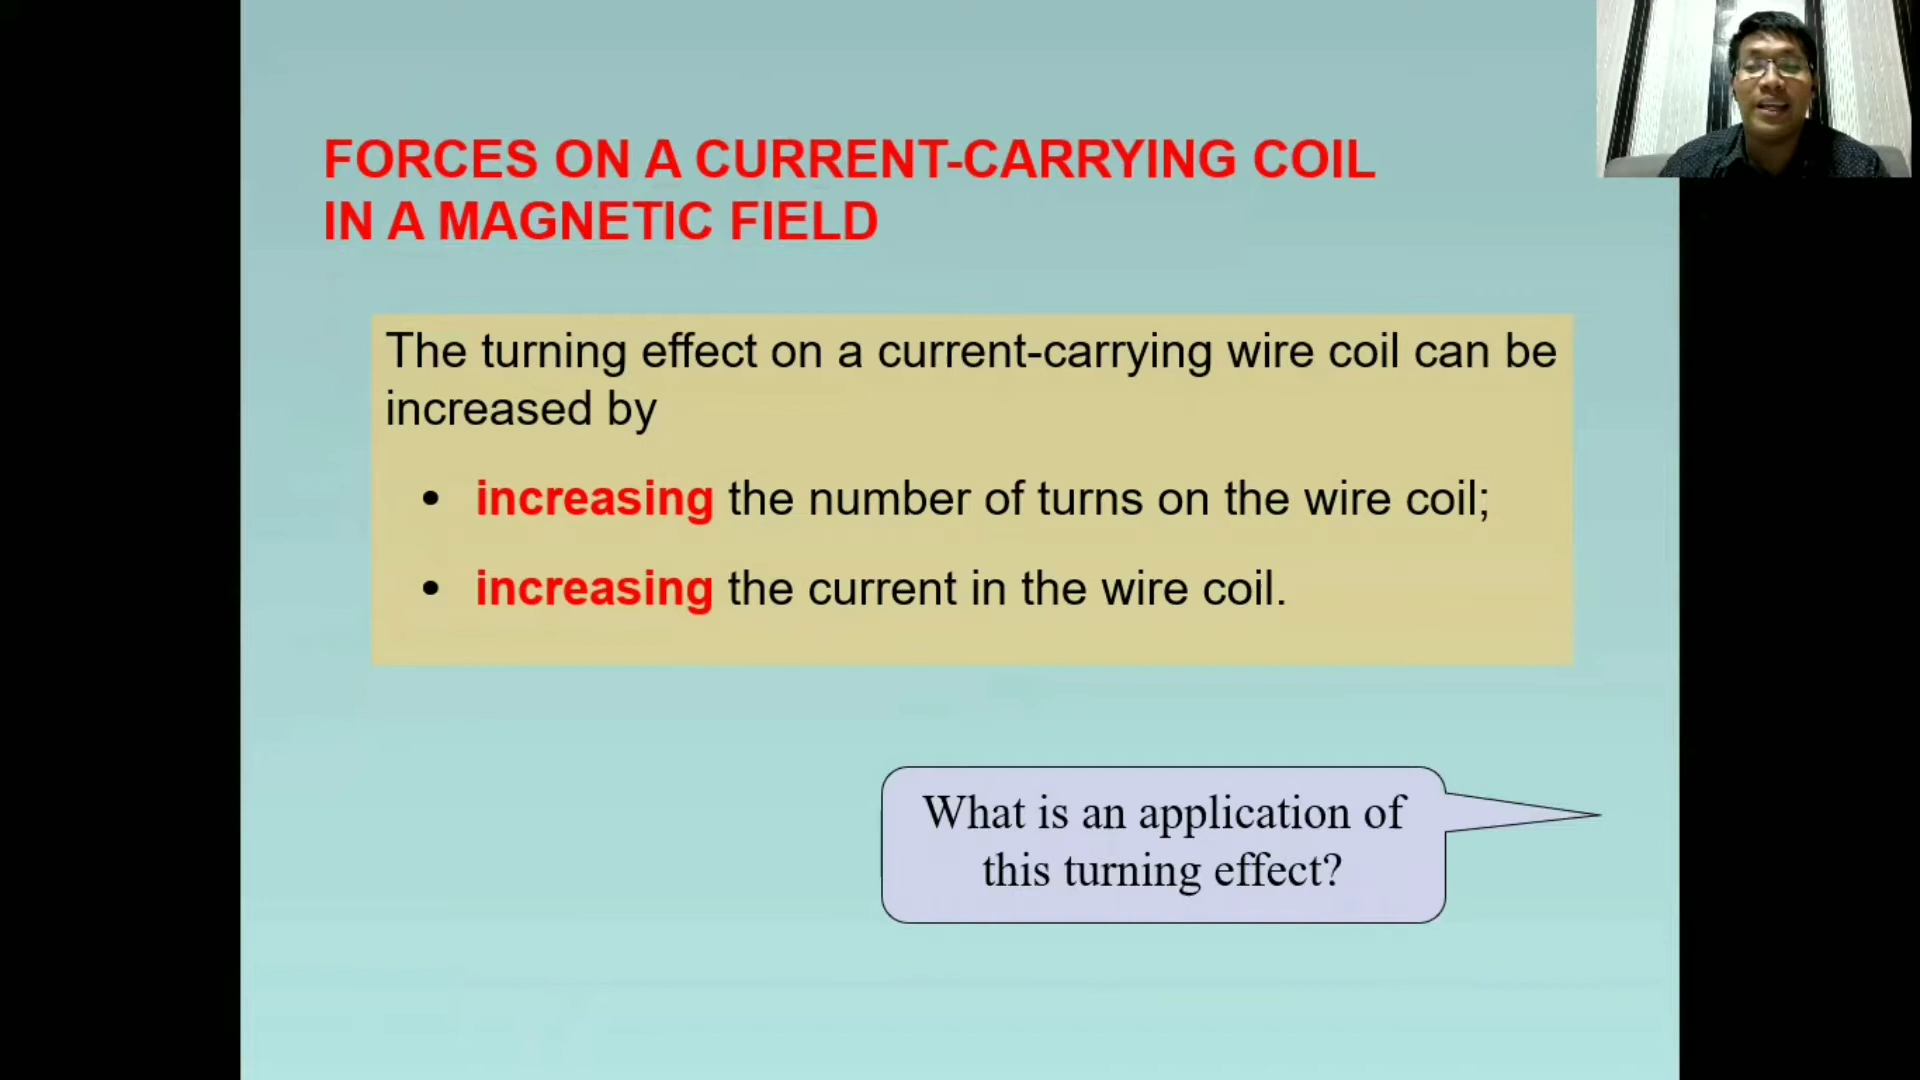 FORCES ON A CURRENT-CARRYING COIL
IN A MAGNETIC FIELD
The turning effect on a current-carrying wire coil can be
increased by
• increasing the number of turns on the wire coil;
• increasing the current in the wire coil.
What is an application of
this turning effect?